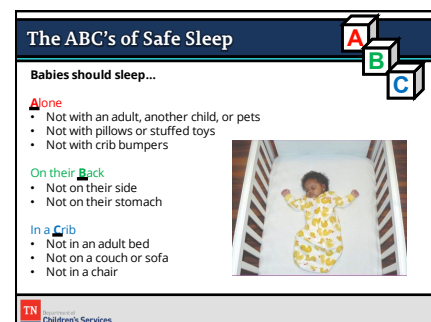 The ABC's of Safe Sleep
A
B
C
Babies should sleep...
Alone
• Not with an adult, another child, or pets
• Not with pillows or stuffed toys
• Not with crib bumpers
On their Back
• Not on their side
• Not on their stomach
In a Crib
• Not in an adult bed
• Not on a couch or sofa
• Not in a chair
TN
Department of
Children's Services